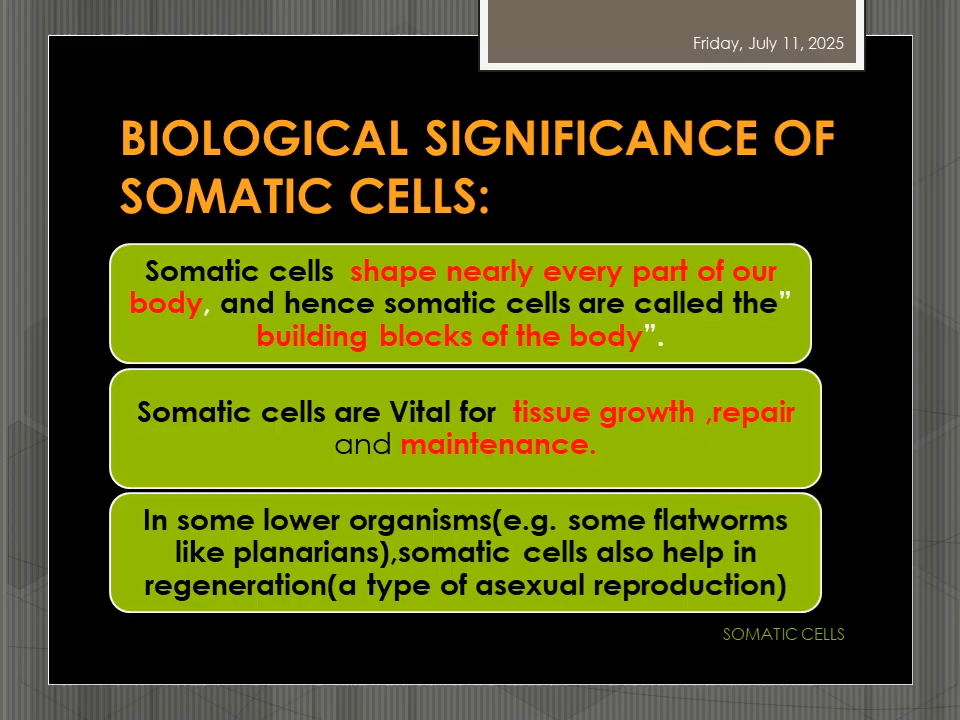 Friday, July 11, 2025
BIOLOGICAL SIGNIFICANCE OF
SOMATIC CELLS:
Somatic cells shape nearly every part of our
body, and hence somatic cells are called the”
building blocks of the body”.
Somatic cells are Vital for tissue growth ,repair
and maintenance.
In some lower organisms(e.g. some flatworms
like planarians),somatic cells also help in
regeneration(a type of asexual reproduction)
SOMATIC CELLS